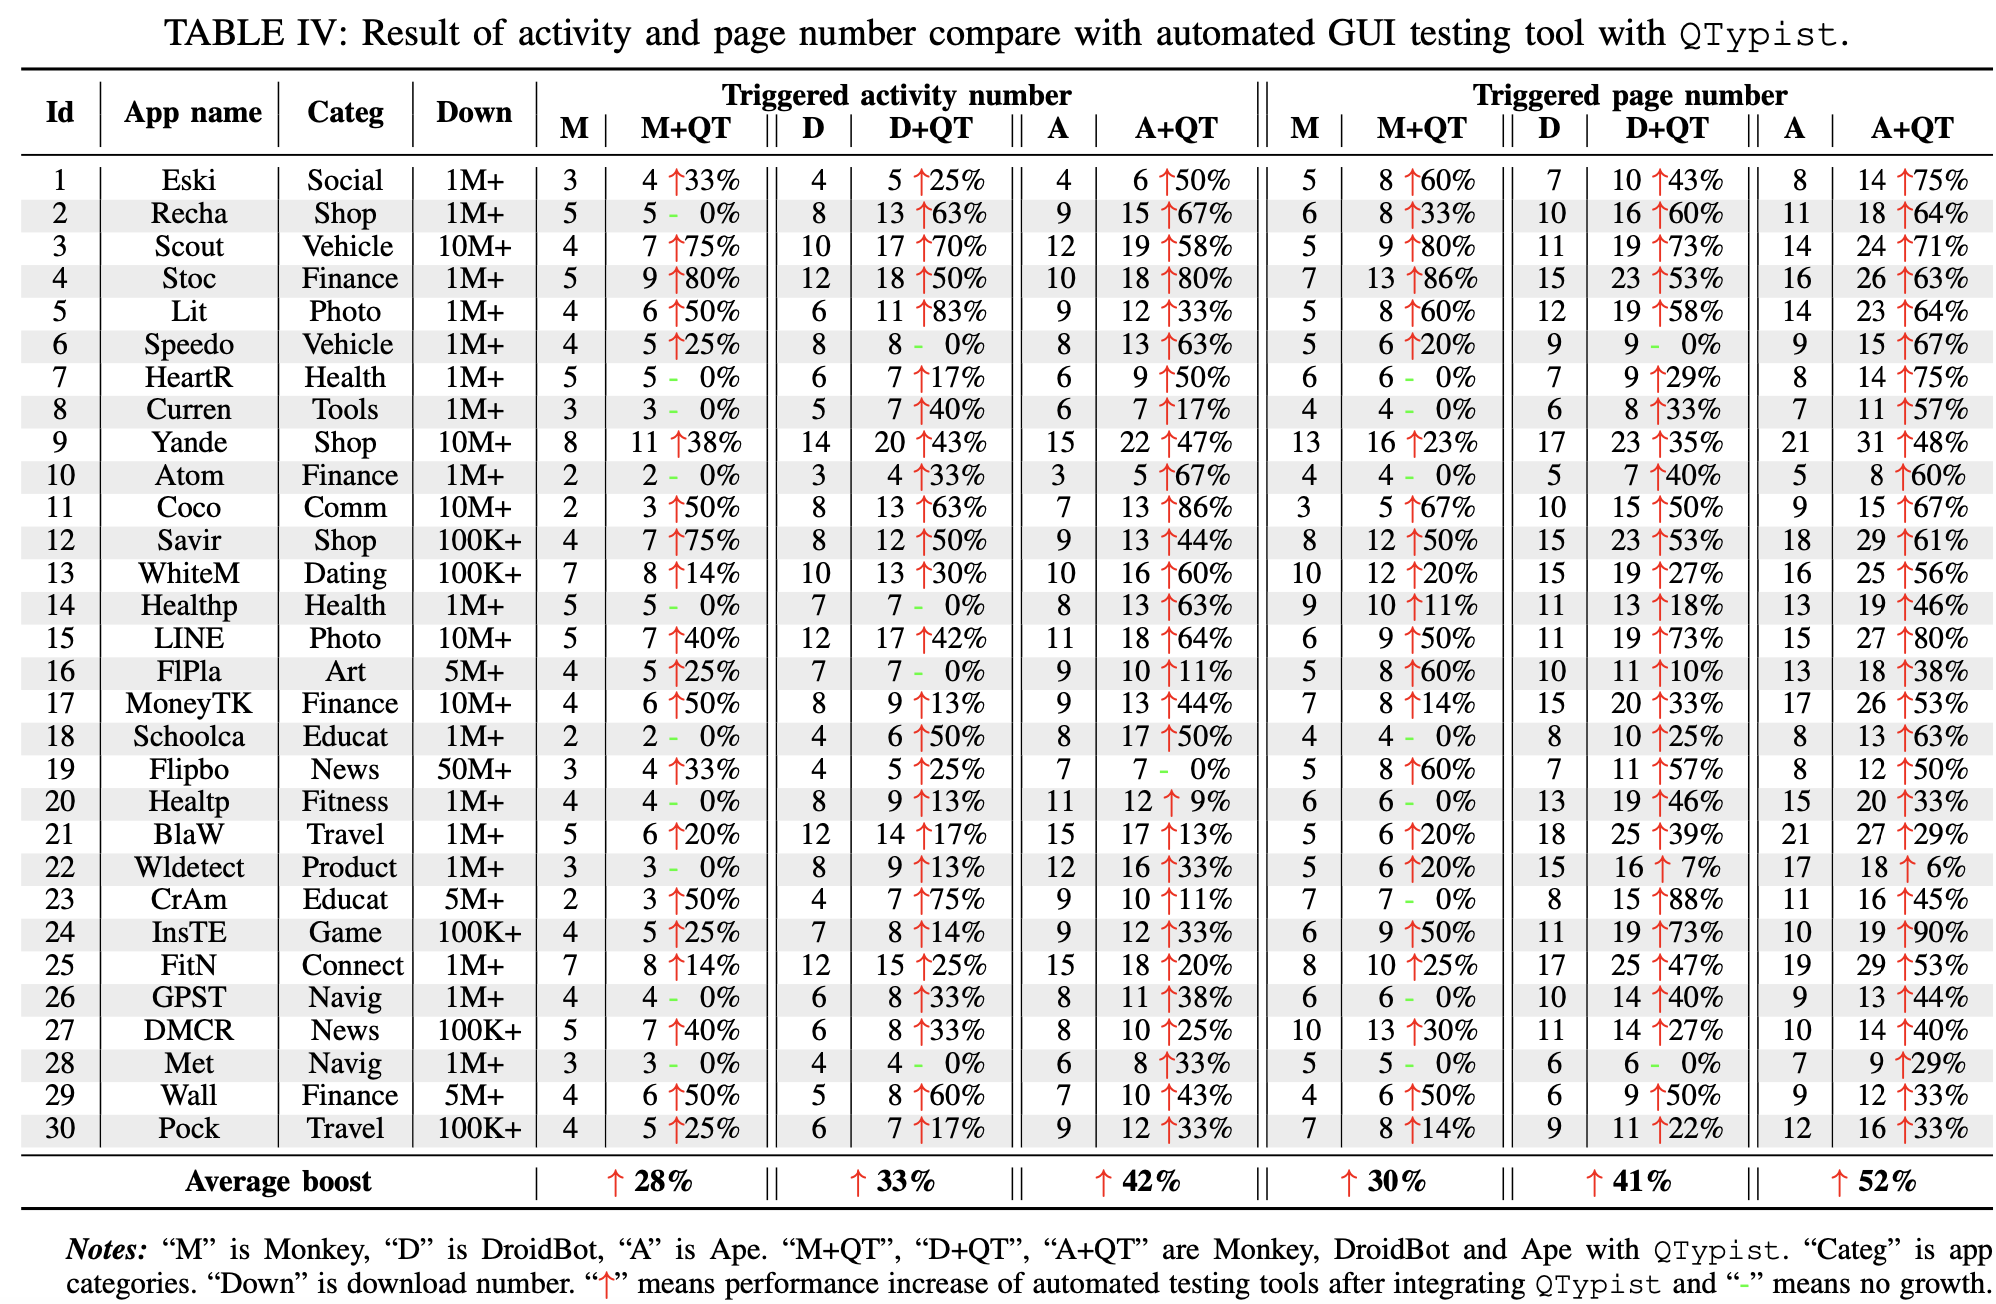 TABLE IV: Result of activity and page number compare with automated GUI testing tool with QTypist.
Id App name Categ Down Triggered activity number Triggered page number
M M+QT D D+QT A A+QT M M+QT D D+QT A A+QT
1 Eski Social 1M+ 3 4 ↑33% 4 5 ↑25% 4 6 ↑50% 5 8 ↑60% 7 10 ↑43% 8 14 ↑75%
2 Recha Shop 1M+ 5 5 - 0% 8 13 ↑63% 9 15 ↑67% 6 8 ↑33% 10 16 ↑60% 11 18 ↑64%
3 Scout Vehicle 10M+ 4 7 ↑75% 10 17 ↑70% 12 19 ↑58% 5 9 ↑80% 11 19 ↑73% 14 24 ↑71%
4 Stoc Finance 1M+ 5 9 ↑80% 12 18 ↑50% 10 18 ↑80% 7 13 ↑86% 15 23 ↑53% 16 26 ↑63%
5 Lit Photo 1M+ 4 6 ↑50% 6 11 ↑83% 9 12 ↑33% 5 8 ↑60% 12 19 ↑58% 14 23 ↑64%
6 Speedo Vehicle 1M+ 4 5 ↑25% 8 8 - 0% 8 13 ↑63% 5 6 ↑20% 9 9 - 0% 9 15 ↑67%
7 HeartR Health 1M+ 5 5 - 0% 6 7 ↑17% 6 9 ↑50% 6 6 - 0% 7 9 ↑29% 8 14 ↑75%
8 Curren Tools 1M+ 3 3 - 0% 5 7 ↑40% 6 7 ↑17% 4 4 - 0% 6 8 ↑33% 7 11 ↑57%
9 Yande Shop 10M+ 8 11 ↑38% 14 20 ↑43% 15 22 ↑47% 13 16 ↑23% 17 23 ↑35% 21 31 ↑48%
10 Atom Finance 1M+ 2 2 - 0% 3 4 ↑33% 3 5 ↑67% 4 4 - 0% 5 7 ↑40% 5 8 ↑60%
11 Coco Comm 10M+ 2 3 ↑50% 8 13 ↑63% 7 13 ↑86% 3 5 ↑67% 10 15 ↑50% 9 15 ↑67%
12 Savir Shop 100K+ 4 7 ↑75% 8 12 ↑50% 9 13 ↑44% 8 12 ↑50% 15 23 ↑53% 18 29 ↑61%
13 WhiteM Dating 100K+ 7 8 ↑14% 10 13 ↑30% 10 16 ↑60% 10 12 ↑20% 15 19 ↑27% 16 25 ↑56%
14 Healthp Health 1M+ 5 5 - 0% 7 7 - 0% 8 13 ↑63% 9 10 ↑11% 11 13 ↑18% 13 19 ↑46%
15 LINE Photo 10M+ 5 7 ↑40% 12 17 ↑42% 11 18 ↑64% 6 9 ↑50% 11 19 ↑73% 15 27 ↑80%
16 FlPla Art 5M+ 4 5 ↑25% 7 7 - 0% 9 10 ↑11% 5 8 ↑60% 10 11 ↑10% 13 18 ↑38%
17 MoneyTK Finance 10M+ 4 6 ↑50% 8 9 ↑13% 9 13 ↑44% 7 8 ↑14% 15 20 ↑33% 17 26 ↑53%
18 Schoolca Educat 1M+ 2 2 - 0% 4 6 ↑50% 8 17 ↑50% 4 4 - 0% 8 10 ↑25% 8 13 ↑63%
19 Flipbo News 50M+ 3 4 ↑33% 4 5 ↑25% 7 7 - 0% 5 8 ↑60% 7 11 ↑57% 8 12 ↑50%
20 Healtp Fitness 1M+ 4 4 - 0% 8 9 ↑13% 11 12 ↑ 9% 6 6 - 0% 13 19 ↑46% 15 20 ↑33%
21 BlaW Travel 1M+ 5 6 ↑20% 12 14 ↑17% 15 17 ↑13% 5 6 ↑20% 18 25 ↑39% 21 27 ↑29%
22 Wldetect Product 1M+ 3 3 - 0% 8 9 ↑13% 12 16 ↑33% 5 6 ↑20% 15 16 ↑ 7% 17 18 ↑ 6%
23 CrAm Educat 5M+ 2 3 ↑50% 4 7 ↑75% 9 10 ↑11% 7 7 - 0% 8 15 ↑88% 11 16 ↑45%
24 InsTE Game 100K+ 4 5 ↑25% 7 8 ↑14% 9 12 ↑33% 6 9 ↑50% 11 19 ↑73% 10 19 ↑90%
25 FitN Connect 1M+ 7 8 ↑14% 12 15 ↑25% 15 18 ↑20% 8 10 ↑25% 17 25 ↑47% 19 29 ↑53%
26 GPST Navig 1M+ 4 4 - 0% 6 8 ↑33% 8 11 ↑38% 6 6 - 0% 10 14 ↑40% 9 13 ↑44%
27 DMCR News 100K+ 5 7 ↑40% 6 8 ↑33% 8 10 ↑25% 10 13 ↑30% 11 14 ↑27% 10 14 ↑40%
28 Met Navig 1M+ 3 3 - 0% 4 4 - 0% 6 8 ↑33% 5 5 - 0% 6 6 - 0% 7 9 ↑29%
29 Wall Finance 5M+ 4 6 ↑50% 5 8 ↑60% 7 10 ↑43% 4 6 ↑50% 6 9 ↑50% 9 12 ↑33%
30 Pock Travel 100K+ 4 5 ↑25% 6 7 ↑17% 9 12 ↑33% 7 8 ↑14% 9 11 ↑22% 12 16 ↑33%
Average boost ↑ 28% ↑ 33% ↑ 42% ↑ 30% ↑ 41% ↑ 52%
Notes: “M” is Monkey, “D” is DroidBot, “A” is Ape. “M+QT”, “D+QT”, “A+QT” are Monkey, DroidBot and Ape with QTypist. “Categ” is app
categories. “Down” is download number. “↑” means performance increase of automated testing tools after integrating QTypist and “-” means no growth.